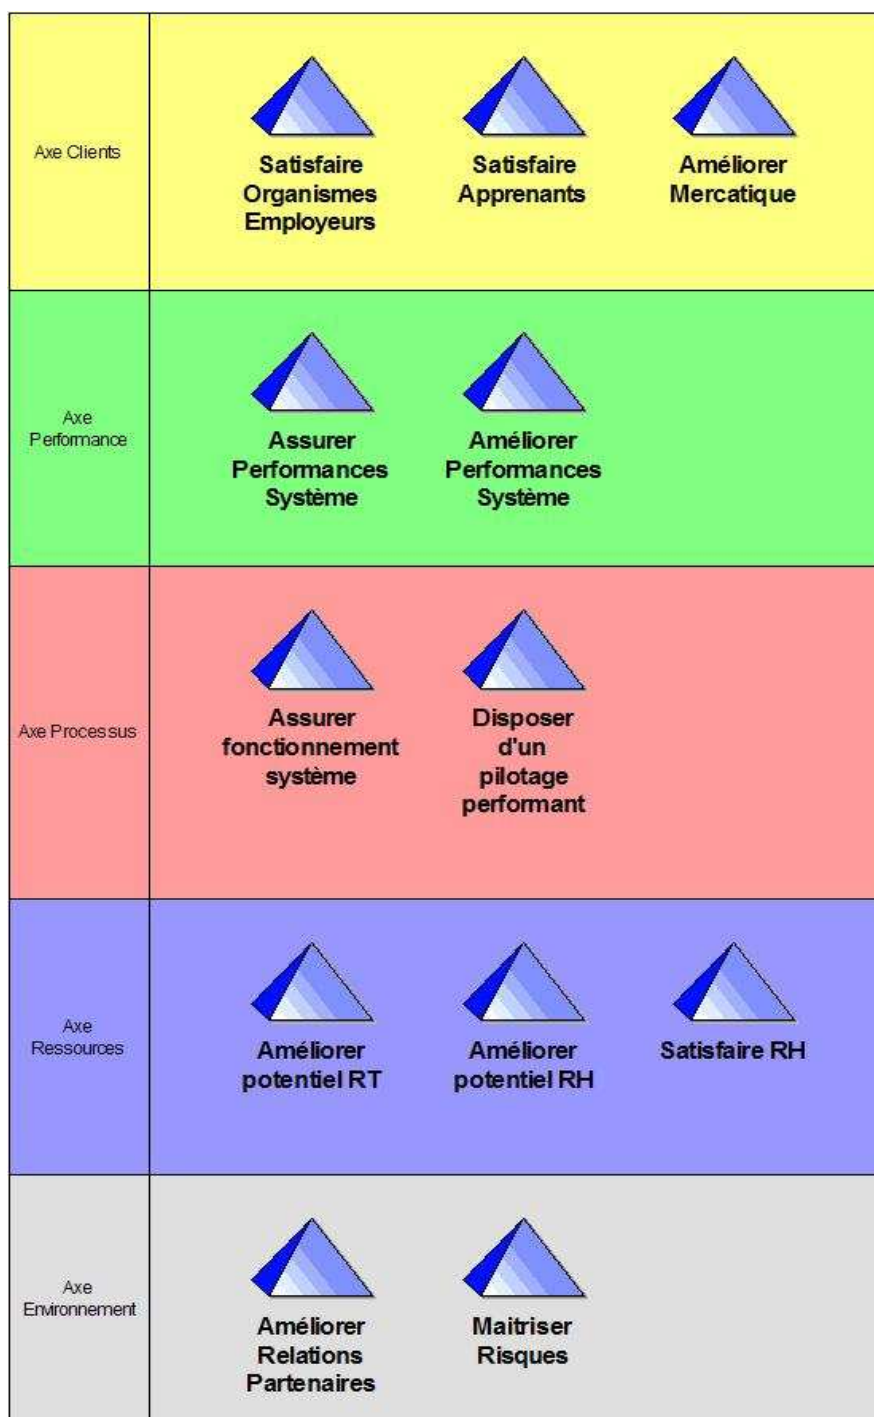 Axe Clients
Satisfaire
Organismes
Employeurs
Satisfaire
Apprenants
Améliorer
Mercatique
Axe
Performance
Assurer
Performances
Système
Améliorer
Performances
Système
Axe Processus
Assurer
fonctionnement
système
Disposer
d'un
pilotage
performant
Axe
Ressources
Améliorer
potentiel RT
Améliorer
potentiel RH
Satisfaire RH
Axe
Environnement
Améliorer
Relations
Partenaires
Maitriser
Risques